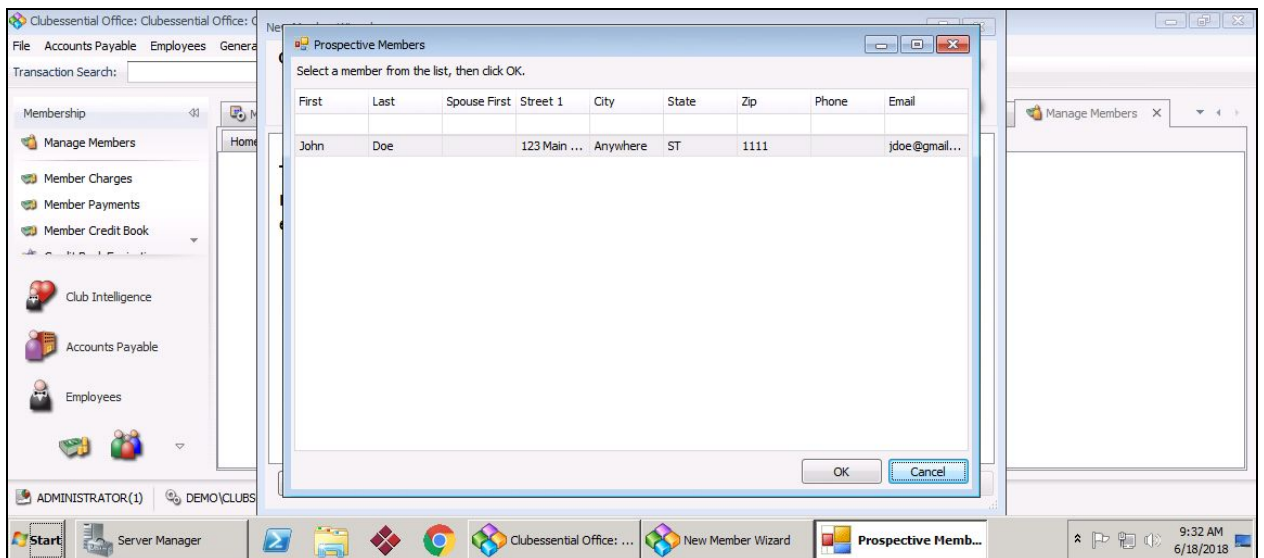 Clubessential Office: Clubessential Office: C
File Accounts Payable Employees Genera
Transaction Search:
Membership
Manage Members
Member Charges
Member Payments
Member Credit Book
Club Intelligence
Accounts Payable
Employees
Home
Prospective Members
Select a member from the list, then click OK.
First Last Spouse First Street 1 City State Zip Phone Email
John Doe 123 Main ... Anywhere ST 1111 jdoe@gmail...
OK Cancel
Manage Members X
ADMINISTRATOR(1) DEMO\CLUBS
Start Server Manager Clubessential Office: ... New Member Wizard Prospective Memb... 9:32 AM
6/18/2018